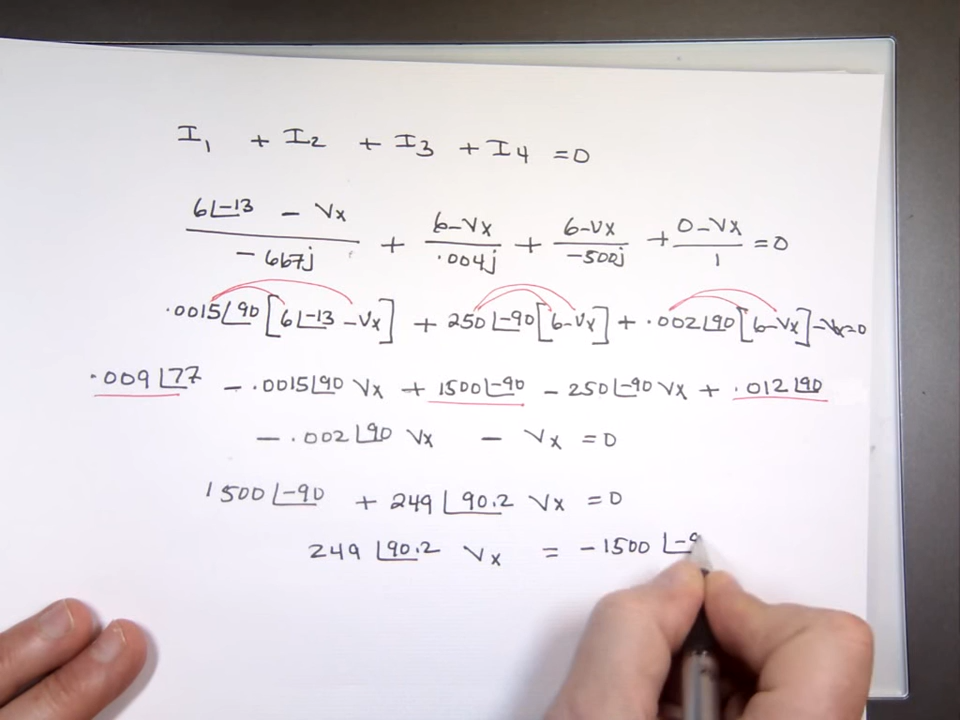 I₁ + I₂ + I₃ + I₄ = 0
(6∠-13 - Vx)/(-667j) + (6-Vx)/(.004j) + (6-Vx)/(-500j) + (0-Vx)/1 = 0
.0015∠90[6∠-13 - Vx] + 250∠-90[6-Vx] + .002∠90[6-Vx] - Vx = 0
.009∠77 - .0015∠90 Vx + 1500∠-90 - 250∠-90 Vx + .012∠90
- .002∠90 Vx - Vx = 0
1500∠-90 + 249∠90.2 Vx = 0
249∠90.2 Vx = -1500∠-9